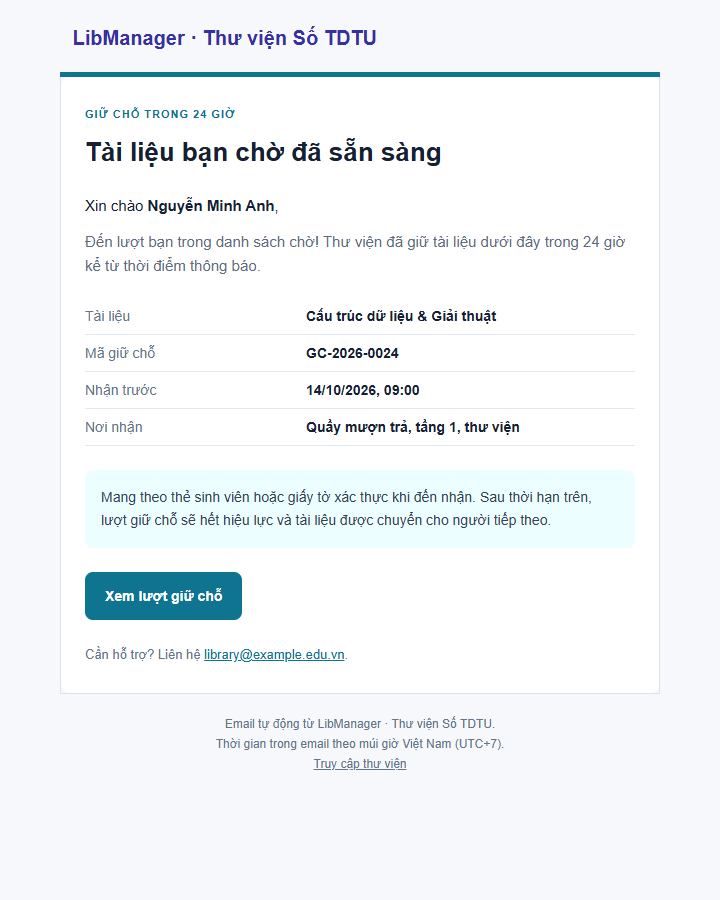 LibManager · Thư viện Số TDTU
GIỮ CHỖ TRONG 24 GIỜ
Tài liệu bạn chờ đã sẵn sàng
Xin chào Nguyễn Minh Anh,
Đến lượt bạn trong danh sách chờ! Thư viện đã giữ tài liệu dưới đây trong 24 giờ
kể từ thời điểm thông báo.
Tài liệu Cấu trúc dữ liệu & Giải thuật
Mã giữ chỗ GC-2026-0024
Nhận trước 14/10/2026, 09:00
Nơi nhận Quầy mượn trả, tầng 1, thư viện
Mang theo thẻ sinh viên hoặc giấy tờ xác thực khi đến nhận. Sau thời hạn trên,
lượt giữ chỗ sẽ hết hiệu lực và tài liệu được chuyển cho người tiếp theo.
Xem lượt giữ chỗ
Cần hỗ trợ? Liên hệ library@example.edu.vn.
Email tự động từ LibManager · Thư viện Số TDTU.
Thời gian trong email theo múi giờ Việt Nam (UTC+7).
Truy cập thư viện